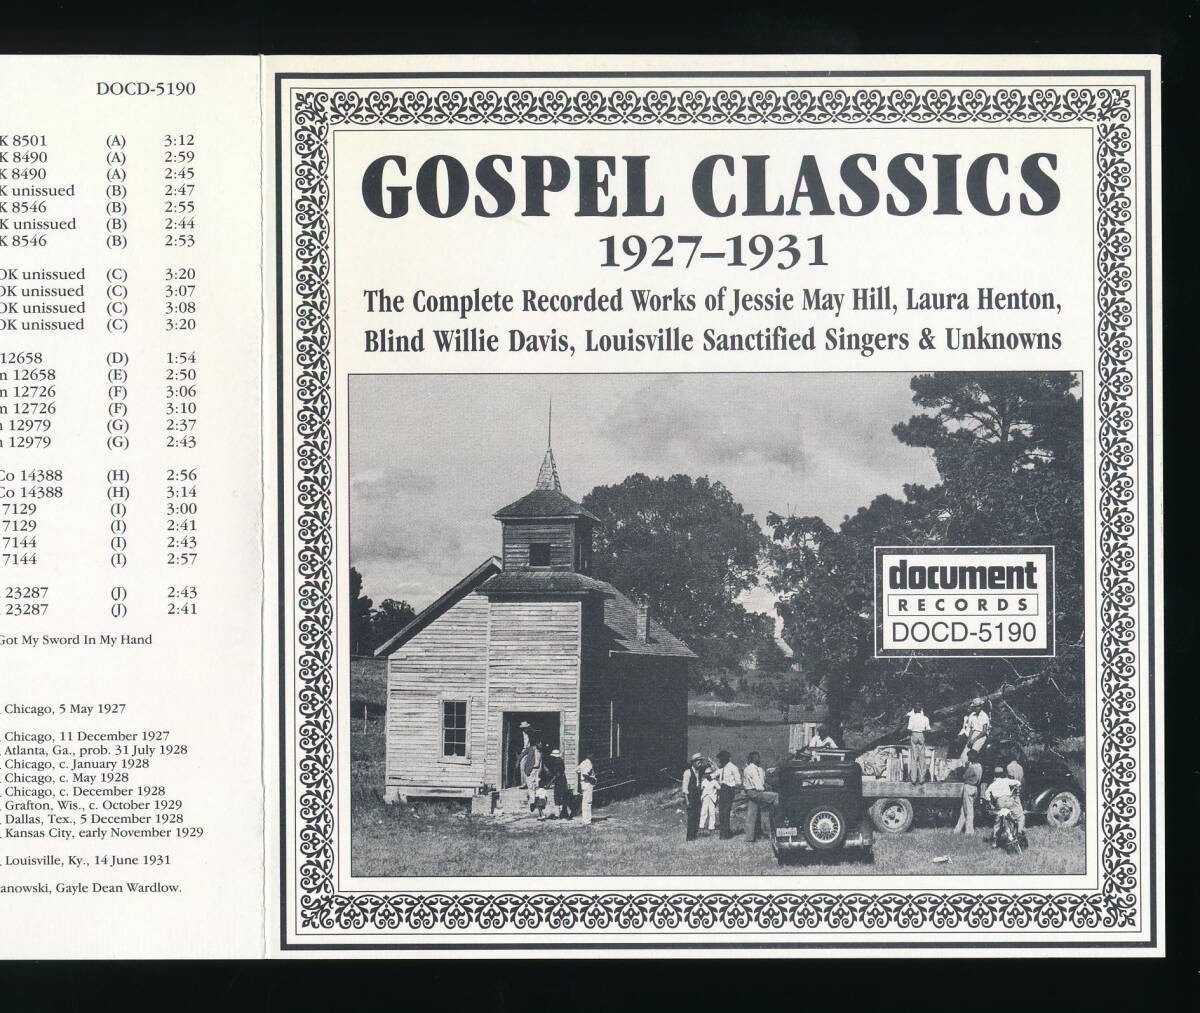 DOCD-5190
K 8501 (A) 3:12
K 8490 (A) 2:59
K 8490 (A) 2:45
K unissued (B) 2:47
K 8546 (B) 2:55
K unissued (B) 2:44
K 8546 (B) 2:53
OK unissued (C) 3:20
OK unissued (C) 3:07
OK unissued (C) 3:08
OK unissued (C) 3:20
12658 (D) 1:54
m 12658 (E) 2:50
m 12726 (F) 3:06
m 12726 (F) 3:10
12979 (G) 2:37
12979 (G) 2:43
Co 14388 (H) 2:56
Co 14388 (H) 3:14
7129 (I) 3:00
7129 (I) 2:41
7144 (I) 2:43
7144 (I) 2:57
23287 (J) 2:43
23287 (J) 2:41
Got My Sword In My Hand
, Chicago, 5 May 1927
, Chicago, 11 December 1927
, Atlanta, Ga., prob. 31 July 1928
, Chicago, c. January 1928
, Chicago, c. May 1928
, Chicago, c. December 1928
, Grafton, Wis., c. October 1929
, Dallas, Tex., 5 December 1928
, Kansas City, early November 1929
, Louisville, Ky., 14 June 1931
anowski, Gayle Dean Wardlow.
GOSPEL CLASSICS
1927–1931
The Complete Recorded Works of Jessie May Hill, Laura Henton,
Blind Willie Davis, Louisville Sanctified Singers & Unknowns
document
RECORDS
DOCD-5190